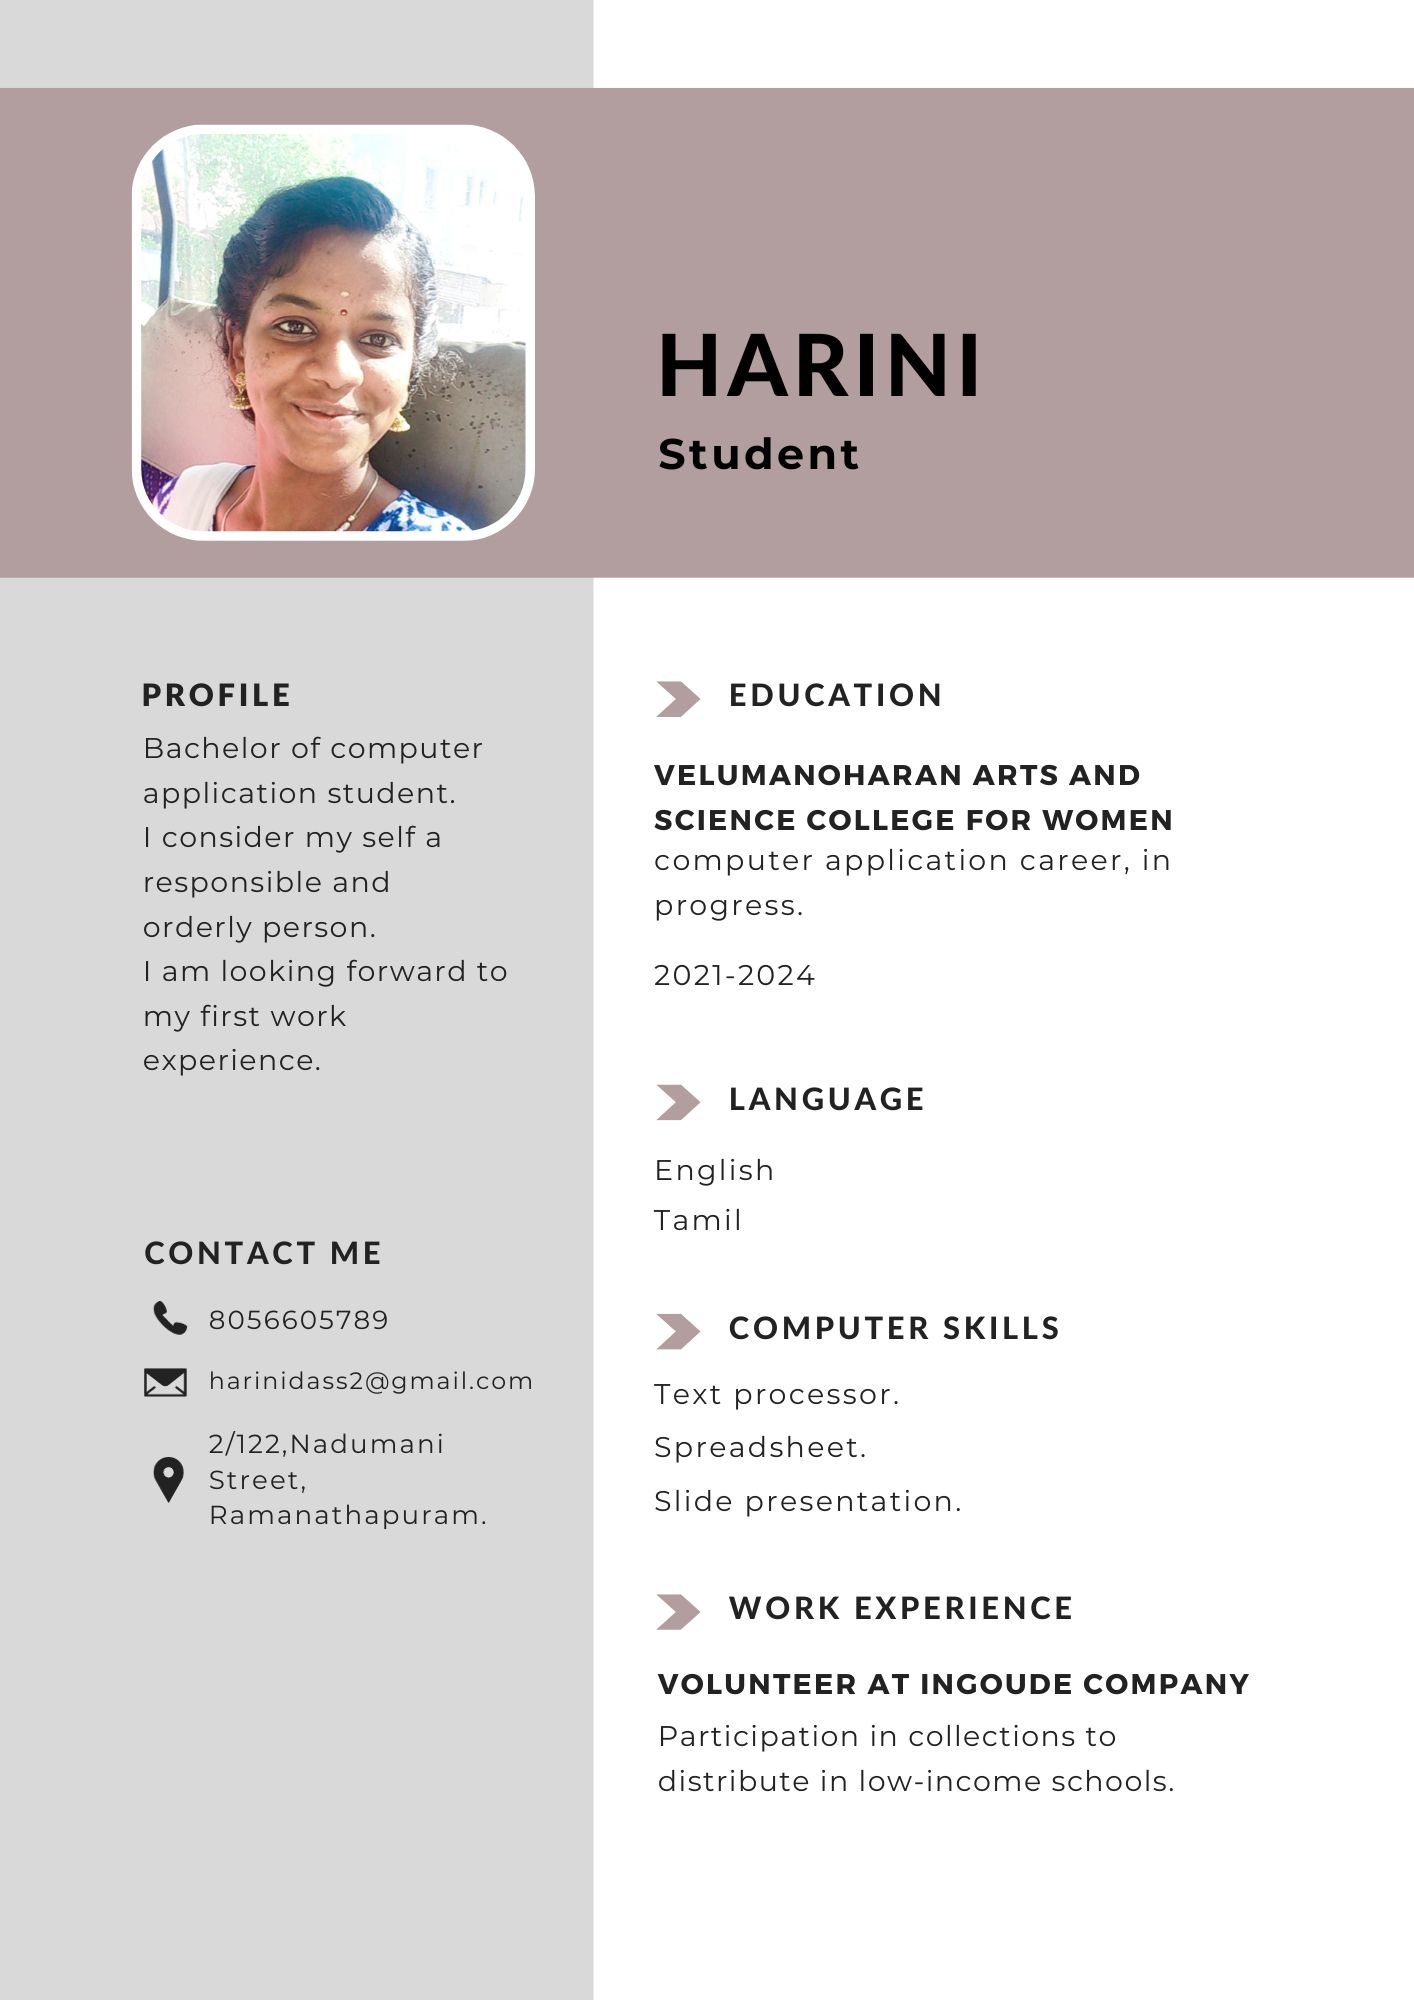 HARINI
Student
PROFILE
Bachelor of computer
application student.
I consider my self a
responsible and
orderly person.
I am looking forward to
my first work
experience.
CONTACT ME
8056605789
harinidass2@gmail.com
2/122,Nadumani
Street,
Ramanathapuram.
EDUCATION
VELUMANOHARAN ARTS AND
SCIENCE COLLEGE FOR WOMEN
computer application career, in
progress.
2021-2024
LANGUAGE
English
Tamil
COMPUTER SKILLS
Text processor.
Spreadsheet.
Slide presentation.
WORK EXPERIENCE
VOLUNTEER AT INGOUDE COMPANY
Participation in collections to
distribute in low-income schools.